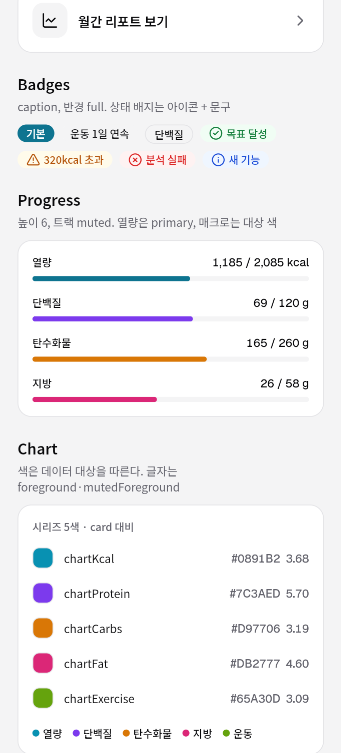 월간 리포트 보기
Badges
caption, 반경 full. 상태 배지는 아이콘 + 문구
기본 운동 1일 연속 단백질 목표 달성
320kcal 초과 분석 실패 새 기능
Progress
높이 6, 트랙 muted. 열량은 primary, 매크로는 대상 색
열량 1,185 / 2,085 kcal
단백질 69 / 120 g
탄수화물 165 / 260 g
지방 26 / 58 g
Chart
색은 데이터 대상을 따른다. 글자는
foreground·mutedForeground
시리즈 5색 · card 대비
chartKcal #0891B2 3.68
chartProtein #7C3AED 5.70
chartCarbs #D97706 3.19
chartFat #DB2777 4.60
chartExercise #65A30D 3.09
열량 단백질 탄수화물 지방 운동